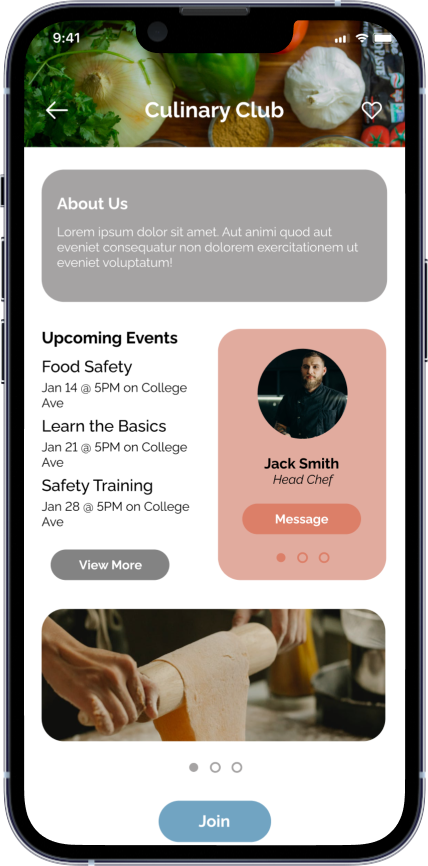 9:41
Culinary Club
About Us
Lorem ipsum dolor sit amet. Aut animi quod aut
eveniet consequatur non dolorem exercitationem ut
eveniet voluptatum!
Upcoming Events
Food Safety
Jan 14 @ 5PM on College
Ave
Learn the Basics
Jan 21 @ 5PM on College
Ave
Safety Training
Jan 28 @ 5PM on College
Ave
View More
Jack Smith
Head Chef
Message
Join